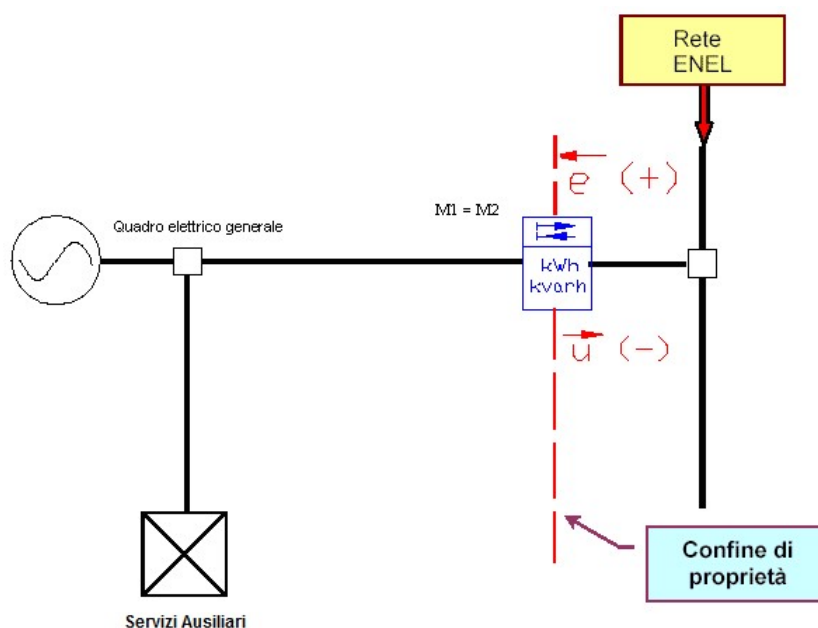 Rete
ENEL
e (+)
M1 = M2
Quadro elettrico generale
kWh
kvarh
u (-)
Confine di
proprietà
Servizi Ausiliari